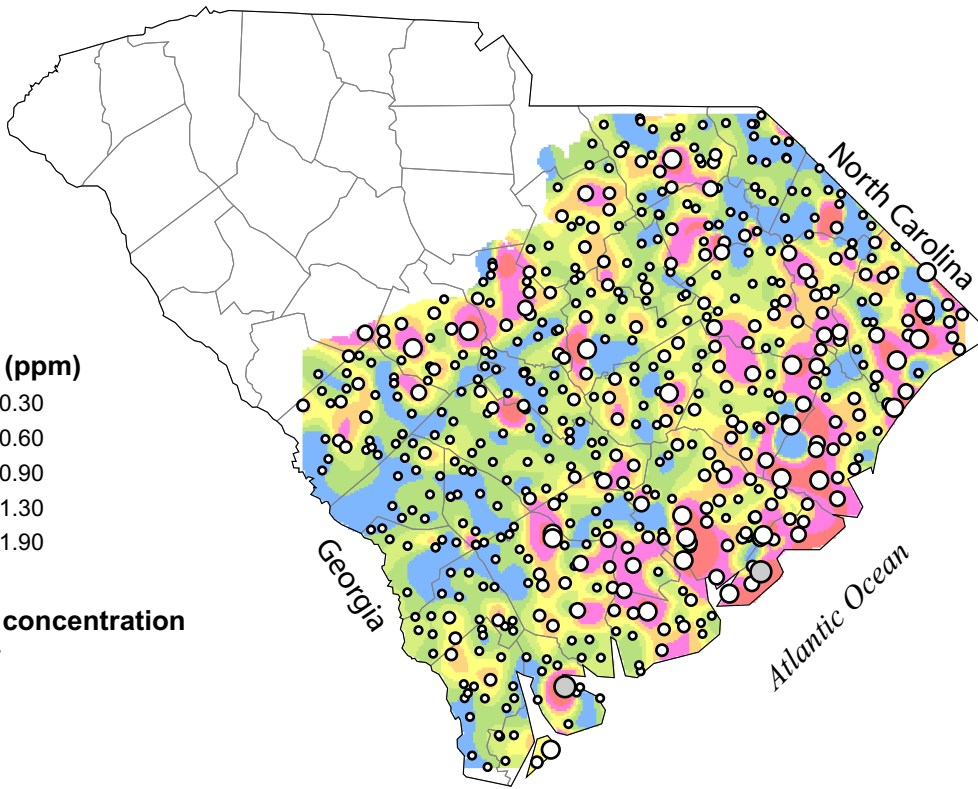 North Carolina
(ppm)
0.30
0.60
0.90
1.30
1.90
Georgia
concentration
Atlantic Ocean